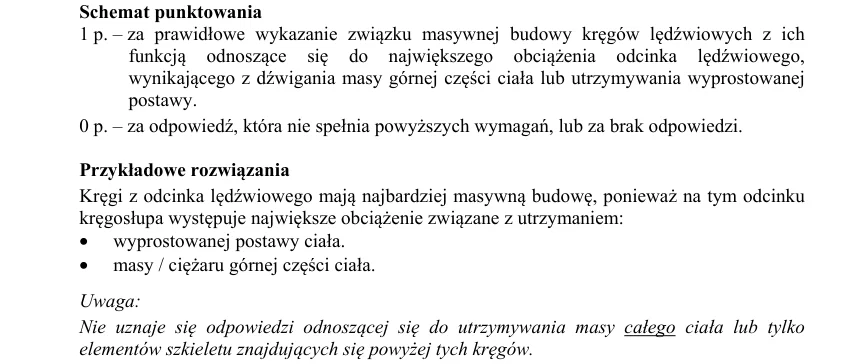 Schemat punktowania
1 p. – za prawidłowe wykazanie związku masywnej budowy kręgów lędźwiowych z ich
funkcją odnoszące się do największego obciążenia odcinka lędźwiowego,
wynikającego z dźwigania masy górnej części ciała lub utrzymywania wyprostowanej
postawy.
0 p. – za odpowiedź, która nie spełnia powyższych wymagań, lub za brak odpowiedzi.
Przykładowe rozwiązania
Kręgi z odcinka lędźwiowego mają najbardziej masywną budowę, ponieważ na tym odcinku
kręgosłupa występuje największe obciążenie związane z utrzymaniem:
• wyprostowanej postawy ciała.
• masy / ciężaru górnej części ciała.
Uwaga:
Nie uznaje się odpowiedzi odnoszącej się do utrzymywania masy całego ciała lub tylko
elementów szkieletu znajdujących się powyżej tych kręgów.